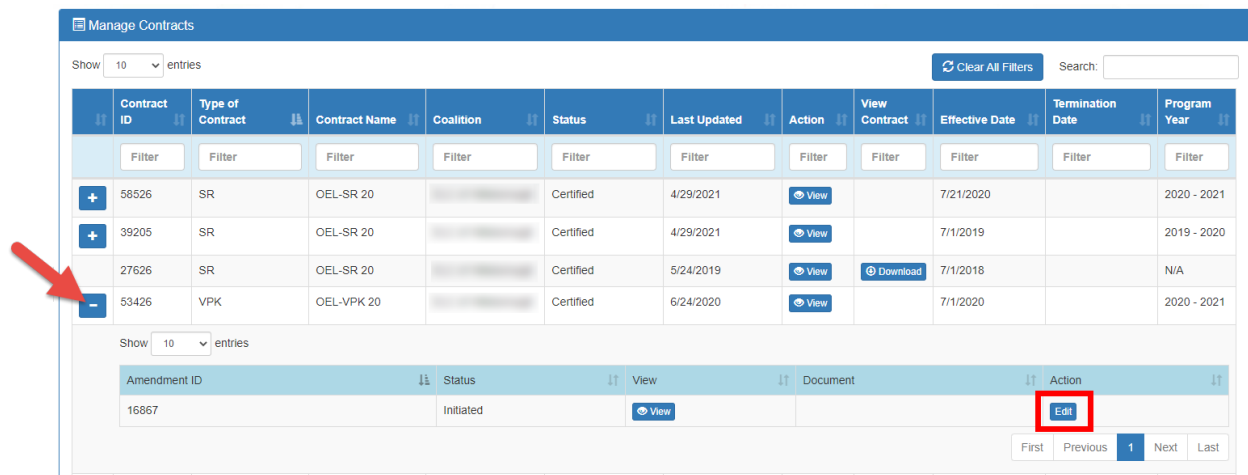 Manage Contracts
Show 10 entries Clear All Filters Search:
Contract ID Type of Contract Contract Name Coalition Status Last Updated Action View Contract Effective Date Termination Date Program Year
Filter Filter Filter Filter Filter Filter Filter Filter Filter Filter Filter
+ 58526 SR OEL-SR 20 Certified 4/29/2021 View 7/21/2020 2020 - 2021
+ 39205 SR OEL-SR 20 Certified 4/29/2021 View 7/1/2019 2019 - 2020
27626 SR OEL-SR 20 Certified 5/24/2019 View Download 7/1/2018 N/A
- 53426 VPK OEL-VPK 20 Certified 6/24/2020 View 7/1/2020 2020 - 2021
Show 10 entries
Amendment ID Status View Document Action
16867 Initiated View Edit
First Previous 1 Next Last